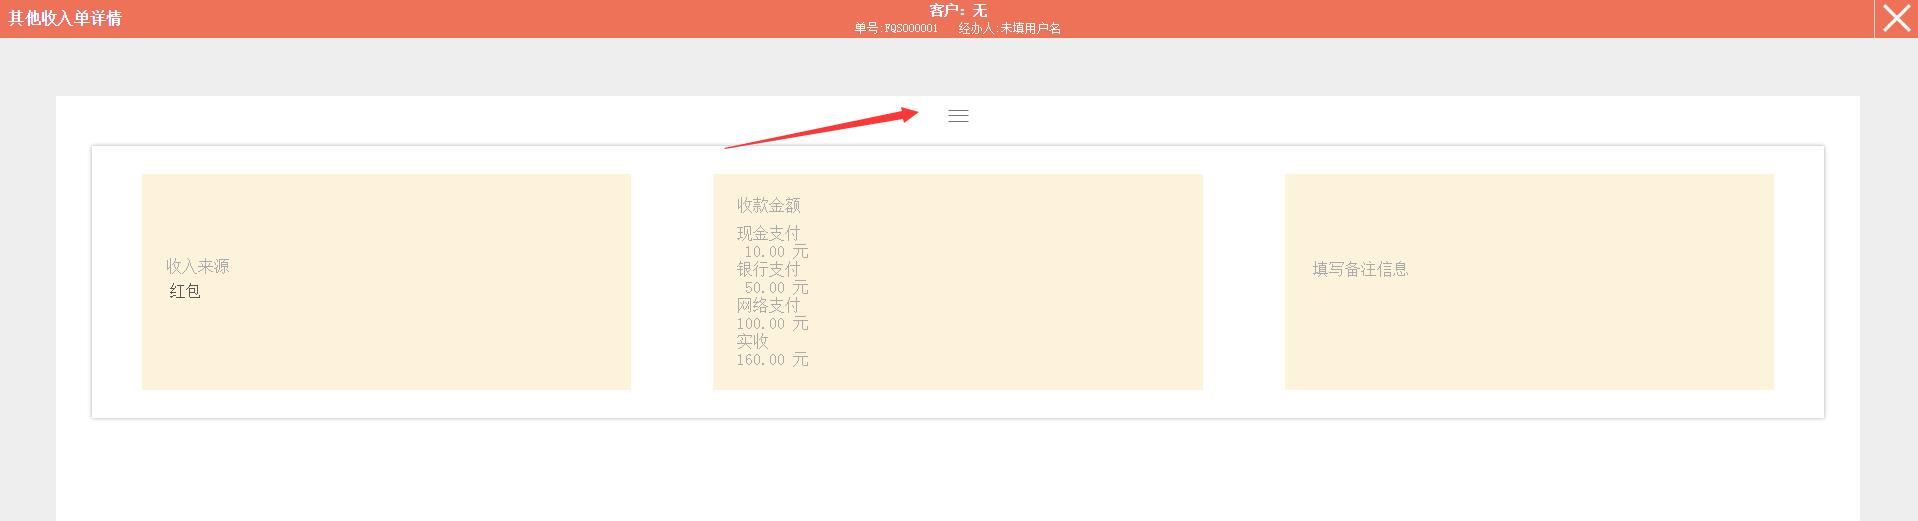 其他收入单详情
客户：无
单号:FQS000001 经办人:未填用户名
收入来源
红包
收款金额
现金支付
10.00 元
银行支付
50.00 元
网络支付
100.00 元
实收
160.00 元
填写备注信息